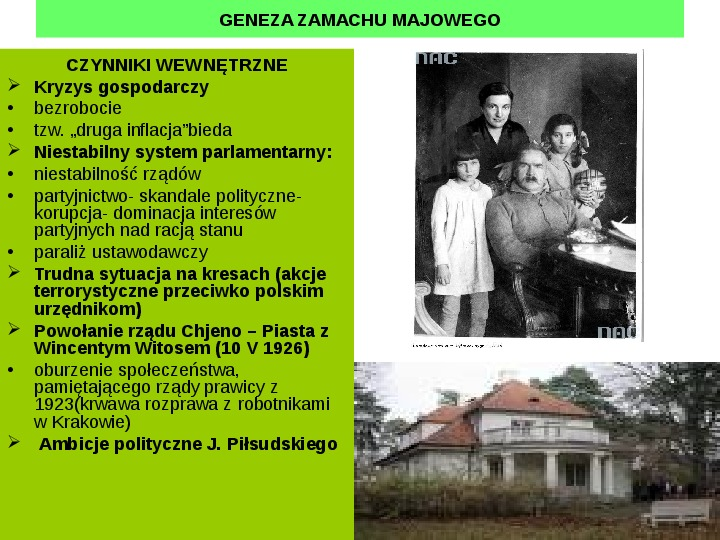 GENEZA ZAMACHU MAJOWEGO
CZYNNIKI WEWNĘTRZNE
Kryzys gospodarczy
bezrobocie
tzw. „druga inflacja”bieda
Niestabilny system parlamentarny:
niestabilność rządów
partyjnictwo- skandale polityczne-
korupcja- dominacja interesów
partyjnych nad racją stanu
paraliż ustawodawczy
Trudna sytuacja na kresach (akcje
terrorystyczne przeciwko polskim
urzędnikom)
Powołanie rządu Chjeno – Piasta z
Wincentym Witosem (10 V 1926)
oburzenie społeczeństwa,
pamiętającego rządy prawicy z
1923(krwawa rozprawa z robotnikami
w Krakowie)
Ambicje polityczne J. Piłsudskiego
NAC
NAC